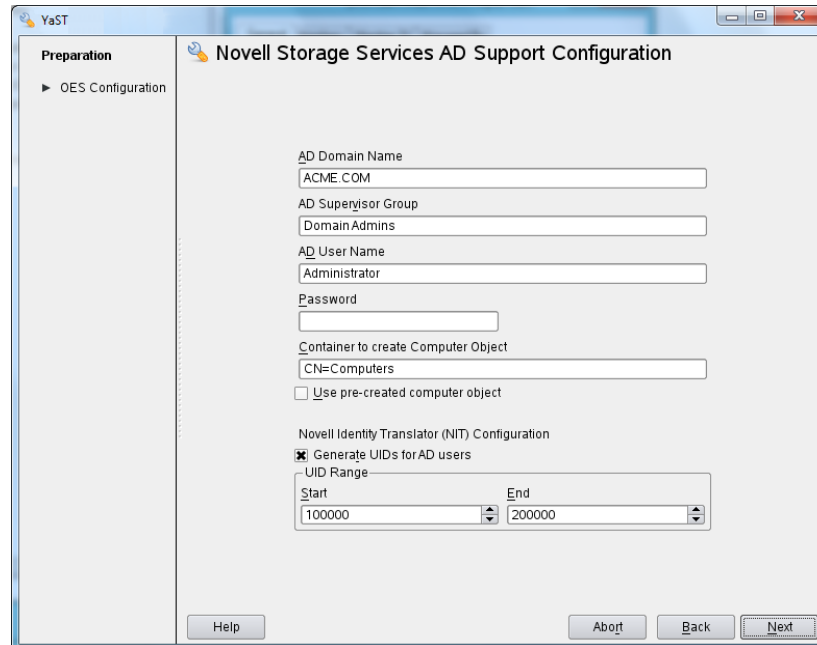 YaST
Preparation
► OES Configuration
Novell Storage Services AD Support Configuration
AD Domain Name
ACME.COM
AD Supervisor Group
Domain Admins
AD User Name
Administrator
Password
Container to create Computer Object
CN=Computers
Use pre-created computer object
Novell Identity Translator (NIT) Configuration
Generate UIDs for AD users
UID Range
Start End
100000 200000
Help Abort Back Next